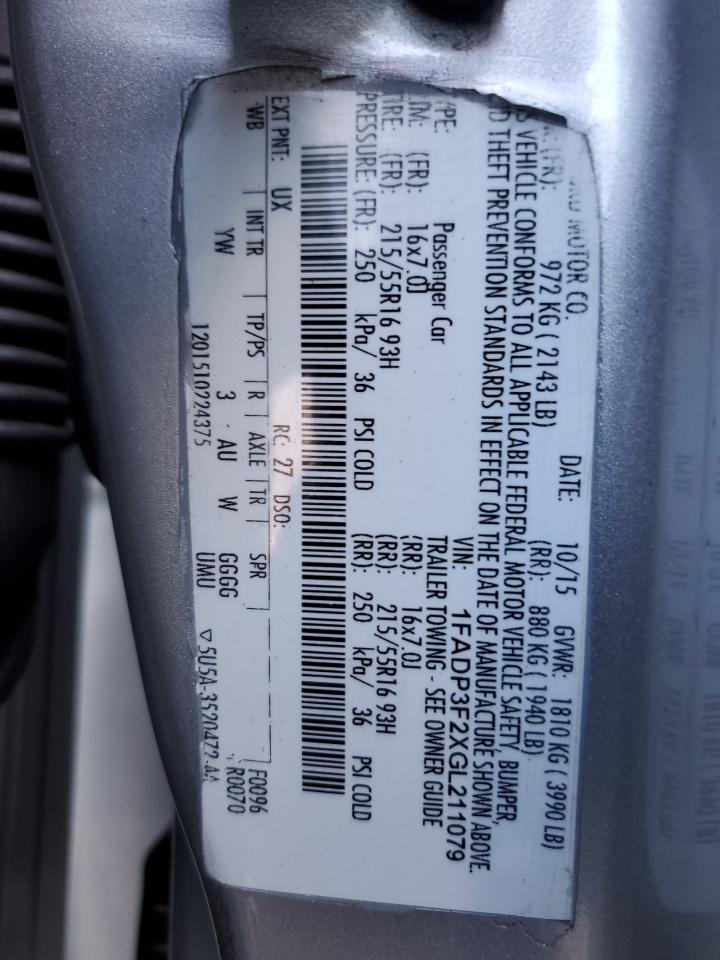 MOTOR CO. DATE: 10/15 GVWR: 1810 KG ( 3990 LB)
(FR): 972 KG ( 2143 LB) (RR): 880 KG ( 1940 LB)
VEHICLE CONFORMS TO ALL APPLICABLE FEDERAL MOTOR VEHICLE SAFETY, BUMPER,
THEFT PREVENTION STANDARDS IN EFFECT ON THE DATE OF MANUFACTURE SHOWN ABOVE.
VIN: 1FADP3F2XGL211079
YPE: Passenger Car TRAILER TOWING - SEE OWNER GUIDE
(FR): 16x7.0J (RR): 16x7.0J
IRE: (FR): 215/55R16 93H (RR): 215/55R16 93H
PRESSURE: (FR) 250 kPa/ 36 PSI COLD (RR): 250 kPa/ 36 PSI COLD
EXT PNT: UX RC: 27 DSO: F0096
WB INT TR TP/PS R AXLE TR SPR R0070
YW 3 AU W GGGG
UMU
1201510224375 ▽ 5U5A-3520472-AA